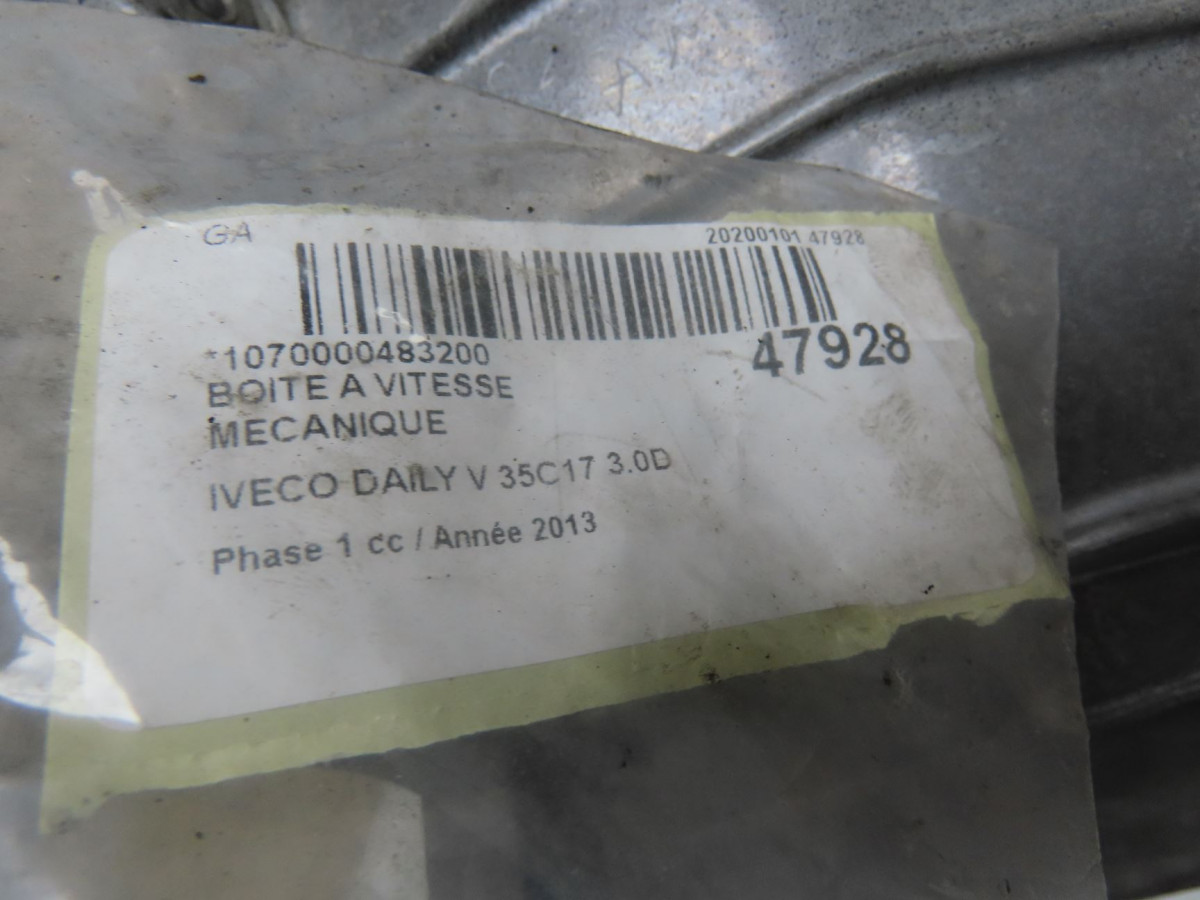 GA
20200101 47928
*1070000483200
47928
BOITE A VITESSE
MECANIQUE
IVECO DAILY V 35C17 3.0D
Phase 1 cc / Année 2013